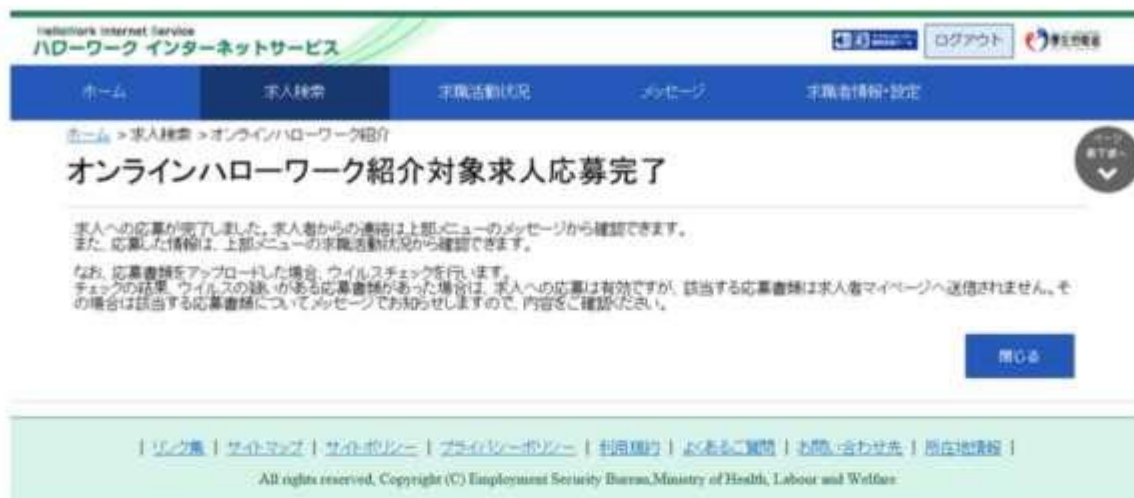 HelloWork Internet Service
ハローワーク インターネットサービス
ログアウト
厚生労働省
ホーム 求人検索 求職活動状況 メッセージ 求職者情報・設定
ホーム > 求人検索 > オンラインハローワーク紹介
オンラインハローワーク紹介対象求人応募完了
ページ
最下部へ
求人への応募が完了しました。求人者からの連絡は上部メニューのメッセージから確認できます。
また、応募した情報は、上部メニューの求職活動状況から確認できます。
なお、応募書類をアップロードした場合、ウイルスチェックを行います。
チェックの結果、ウイルスの疑いがある応募書類があった場合は、求人への応募は有効ですが、該当する応募書類は求人者マイページへ送信されません。そ
の場合は該当する応募書類についてメッセージでお知らせしますので、内容をご確認ください。
閉じる
| リンク集 | サイトマップ | サイトポリシー | プライバシーポリシー | 利用規約 | よくあるご質問 | お問い合わせ先 | 所在地情報 |
All rights reserved, Copyright (C) Employment Security Bureau,Ministry of Health, Labour and Welfare